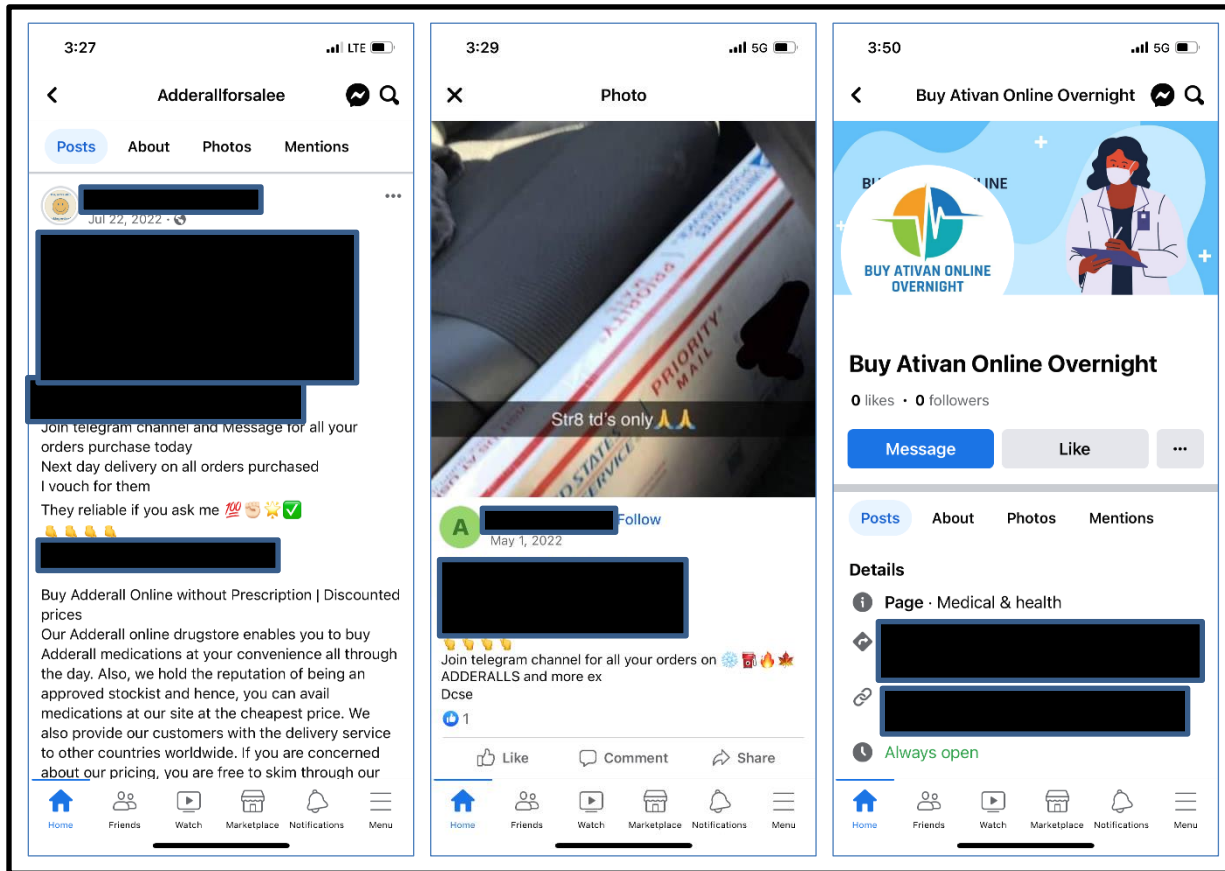 3:27
LTE
Adderallforsalee
Posts About Photos Mentions
Jul 22, 2022 ·
Join telegram channel and Message for all your
orders purchase today
Next day delivery on all orders purchased
I vouch for them
They reliable if you ask me 💯✊🏼🌟✅
👇👇👇👇
Buy Adderall Online without Prescription | Discounted
prices
Our Adderall online drugstore enables you to buy
Adderall medications at your convenience all through
the day. Also, we hold the reputation of being an
approved stockist and hence, you can avail
medications at our site at the cheapest price. We
also provide our customers with the delivery service
to other countries worldwide. If you are concerned
about our pricing, you are free to skim through our
Home Friends Watch Marketplace Notifications Menu
3:29
5G
Photo
PRIORITY
MAIL
UNITED STATES
PRIORITY
MAIL
Str8 td's only🙏🙏
STATES
SERVICE
A
Follow
May 1, 2022
👇👇👇👇
Join telegram channel for all your orders on ❄️⛽🔥🍁
ADDERALLS and more ex
Dcse
1
Like Comment Share
Home Friends Watch Marketplace Notifications Menu
3:50
5G
Buy Ativan Online Overnight
BUY ATIVAN ONLINE
OVERNIGHT
Buy Ativan Online Overnight
0 likes · 0 followers
Message Like
Posts About Photos Mentions
Details
Page · Medical & health
Always open
Home Friends Watch Marketplace Notifications Menu